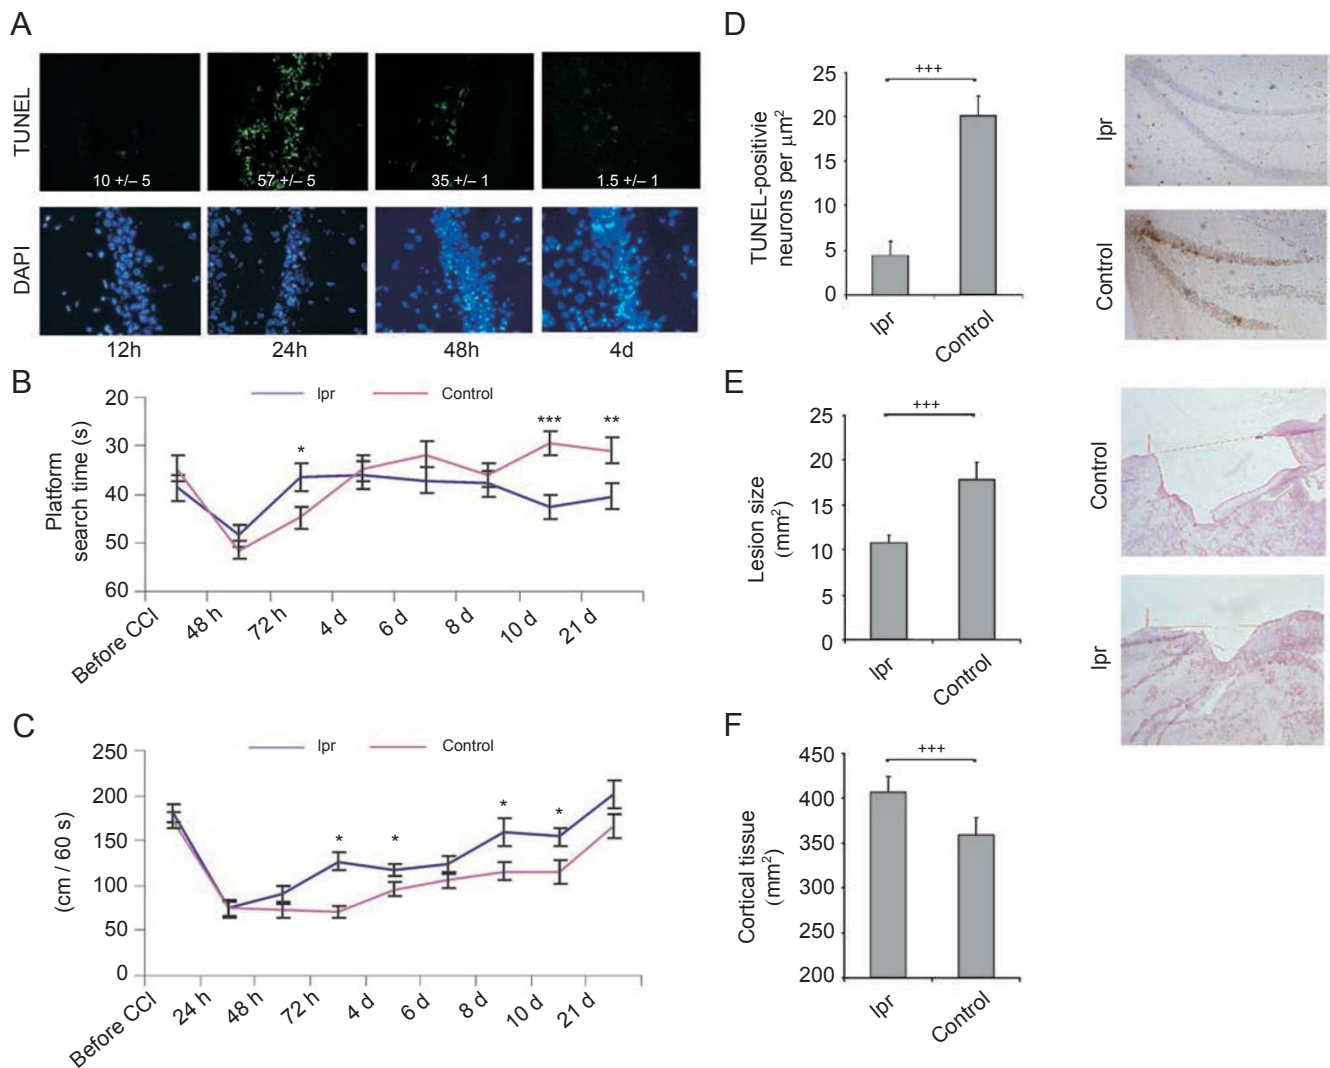 A
TUNEL
10 +/– 5
57 +/– 5
35 +/– 1
1.5 +/– 1
DAPI
12h
24h
48h
4d
B
lpr
Control
Platform
search time (s)
20
30
40
50
60
*
***
**
Before CCI
48 h
72 h
4 d
6 d
8 d
10 d
21 d
C
lpr
Control
(cm / 60 s)
250
200
150
100
50
0
*
*
*
*
Before CCI
24 h
48 h
72 h
4 d
6 d
8 d
10 d
21 d
D
TUNEL-positivie
neurons per μm²
25
20
15
10
5
0
+++
lpr
Control
lpr
Control
E
Lesion size
(mm²)
25
20
15
10
5
0
+++
lpr
Control
Control
lpr
F
Cortical tissue
(mm²)
450
400
350
300
250
200
+++
lpr
Control